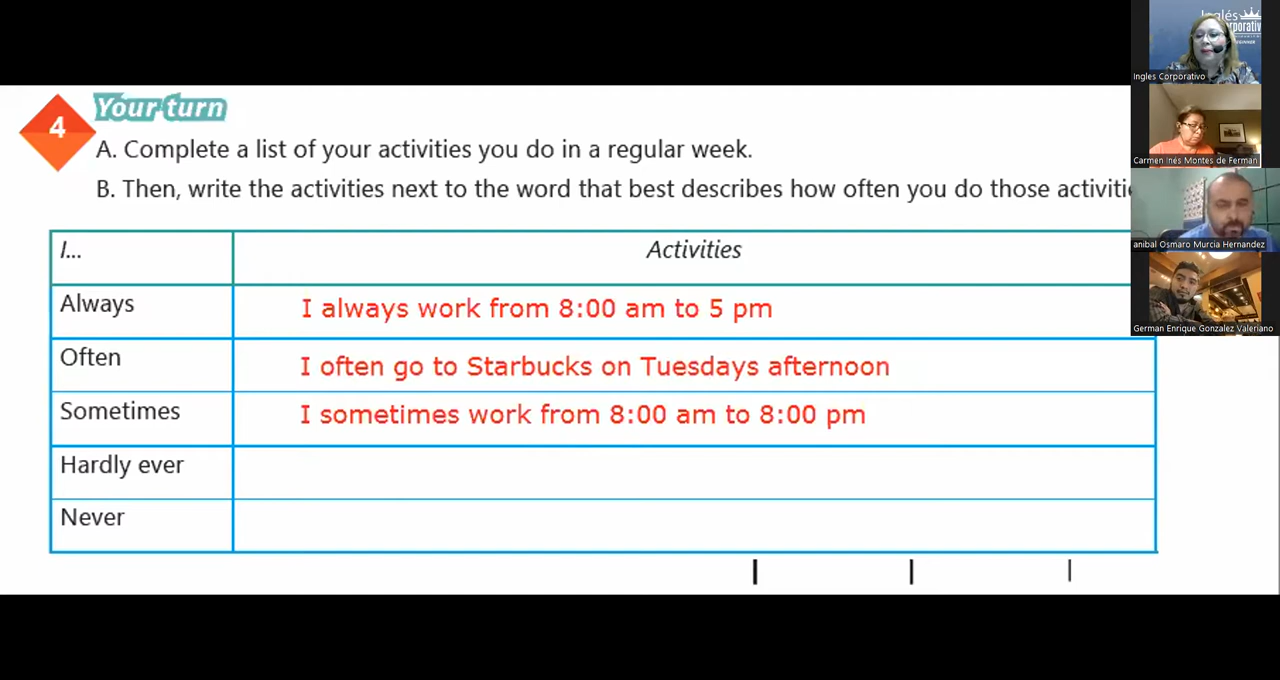 4
Your turn
A. Complete a list of your activities you do in a regular week.
B. Then, write the activities next to the word that best describes how often you do those
I... Activities
Always I always work from 8:00 am to 5 pm
Often I often go to Starbucks on Tuesdays afternoon
Sometimes I sometimes work from 8:00 am to 8:00 pm
Hardly ever
Never
Inglés
Ingles Corporativo
Carmen Inés Montes de Ferman
anibal Osmaro Murcia Hernandez
German Enrique Gonzalez Valeriano